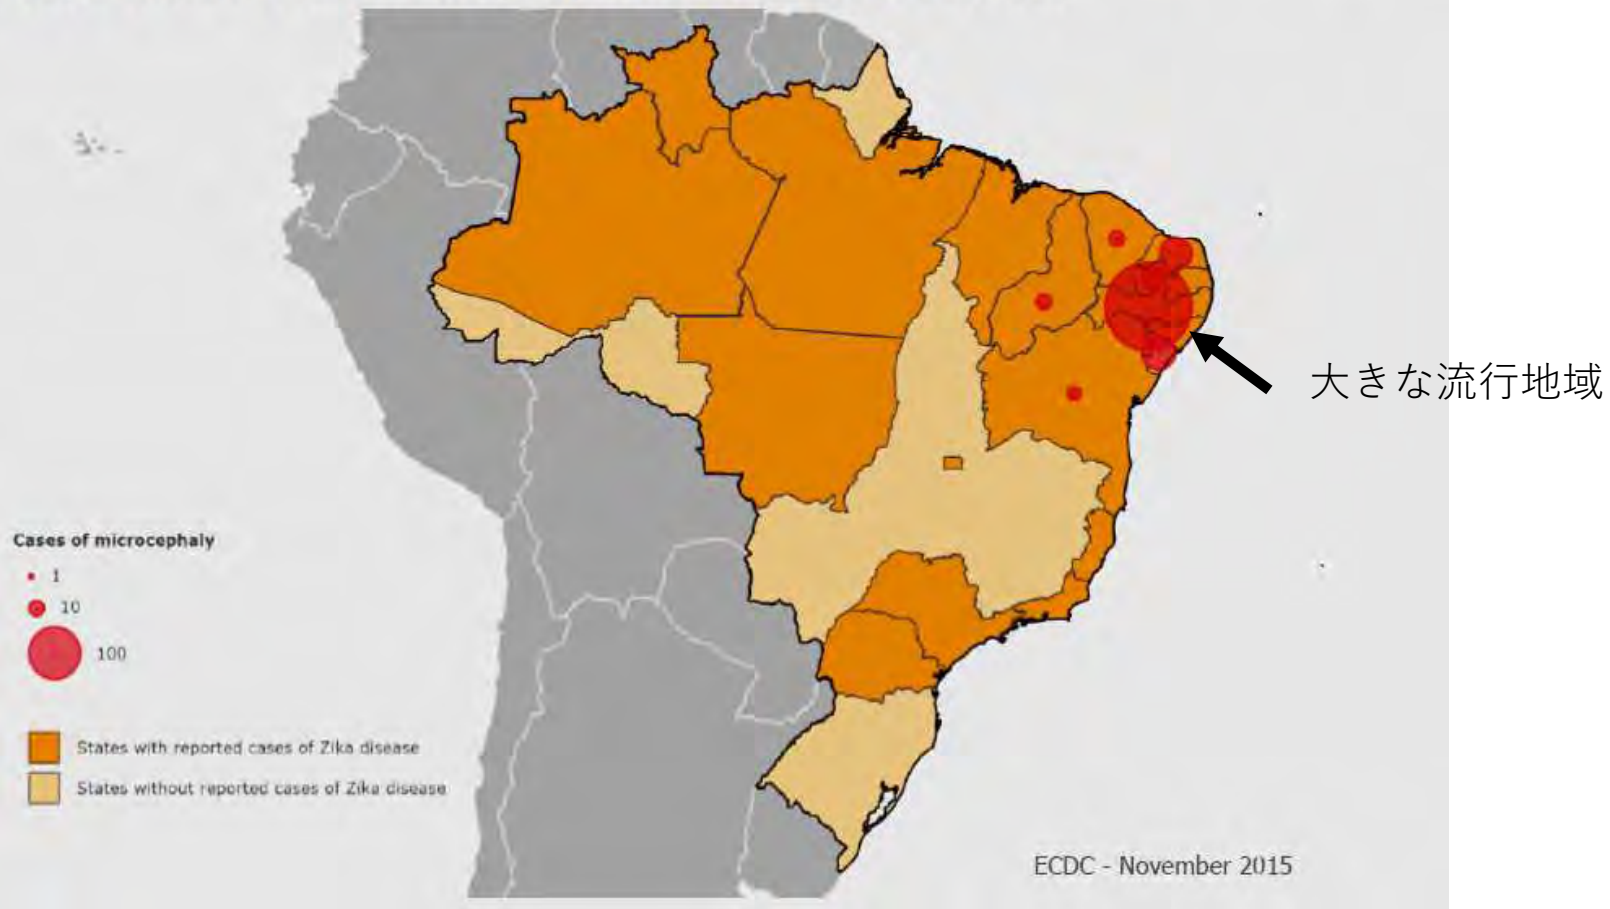 大きな流行地域
Cases of microcephaly
1
10
100
States with reported cases of Zika disease
States without reported cases of Zika disease
ECDC - November 2015